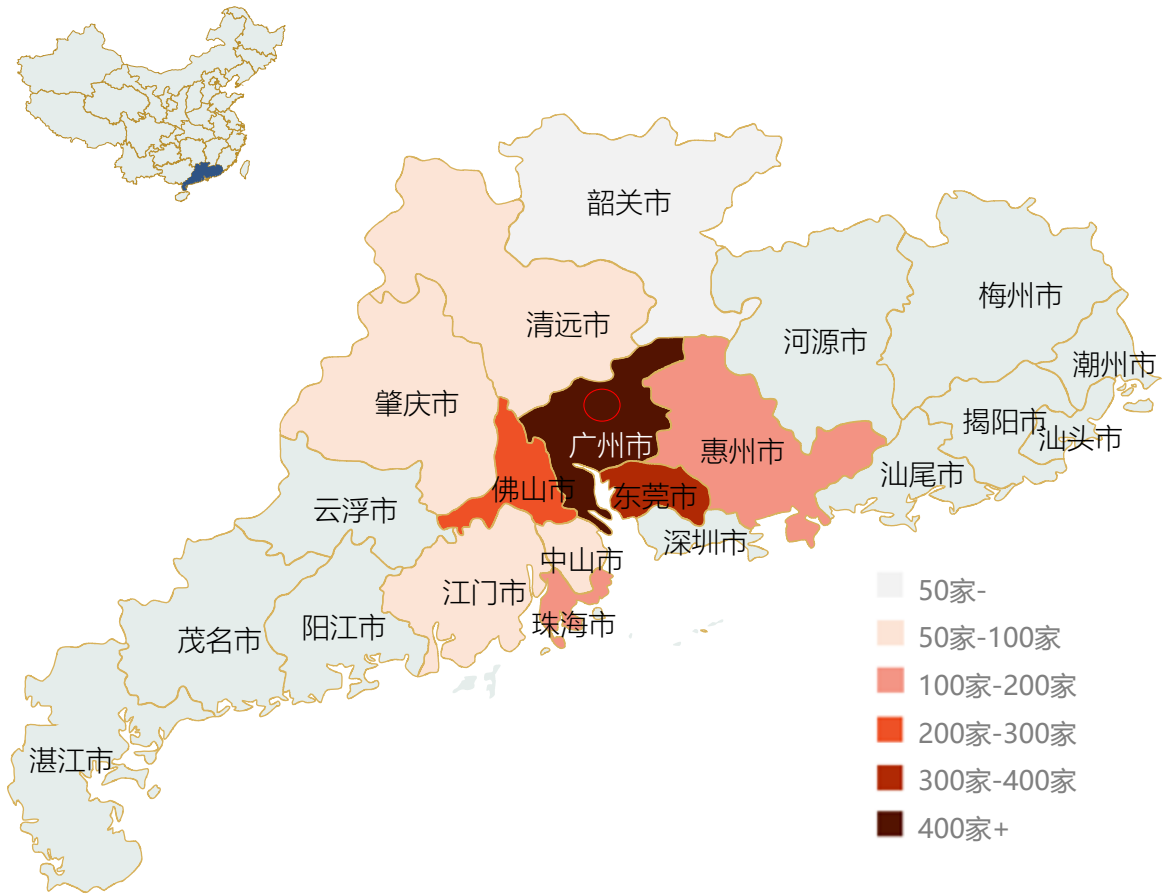 韶关市
梅州市
清远市
河源市
潮州市
肇庆市
揭阳市
汕头市
广州市
惠州市
汕尾市
佛山市
东莞市
云浮市
深圳市
中山市
江门市
珠海市
阳江市
茂名市
湛江市
50家-
50家-100家
100家-200家
200家-300家
300家-400家
400家+